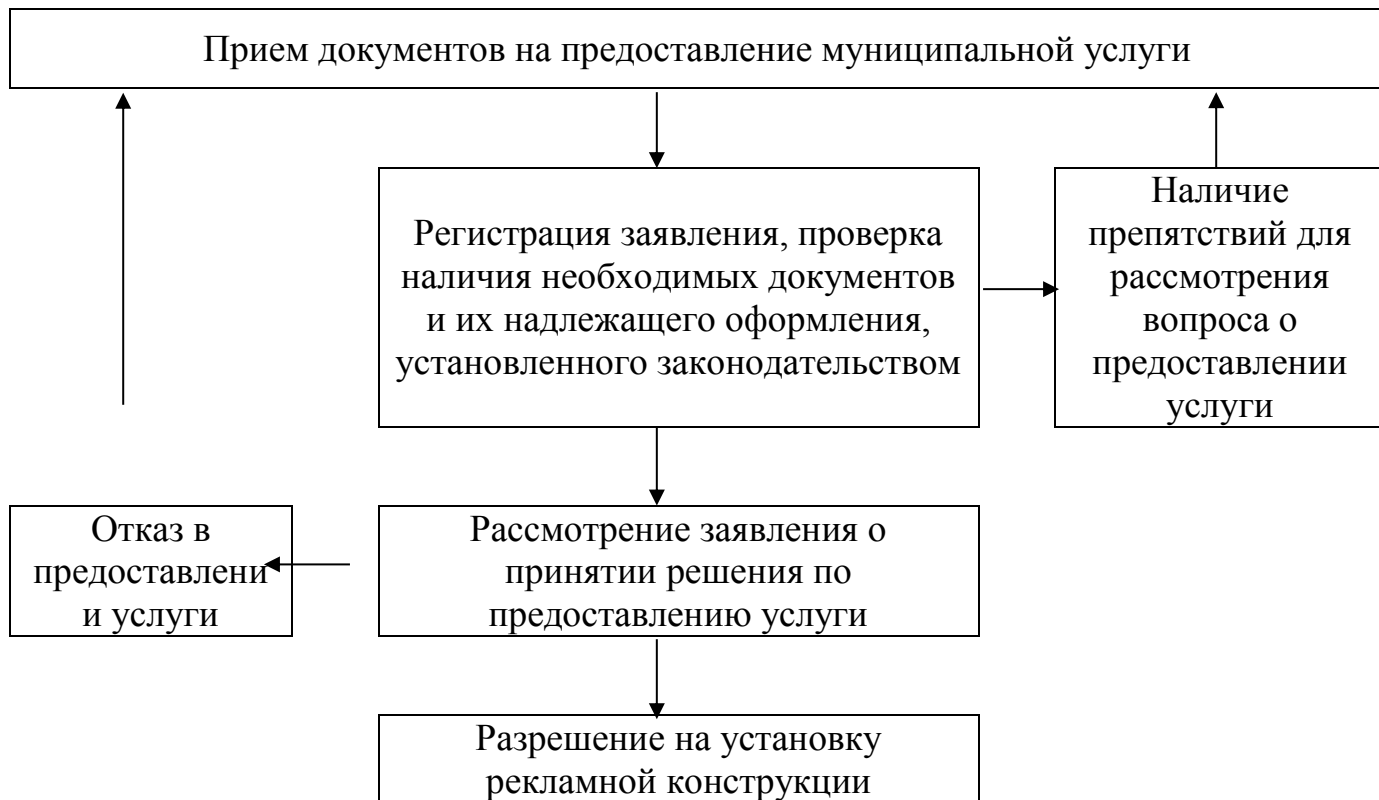 Прием документов на предоставление муниципальной услуги
Регистрация заявления, проверка
наличия необходимых документов
и их надлежащего оформления,
установленного законодательством
Наличие
препятствий для
рассмотрения
вопроса о
предоставлении
услуги
Отказ в
предоставлени
и услуги
Рассмотрение заявления о
принятии решения по
предоставлению услуги
Разрешение на установку
рекламной конструкции